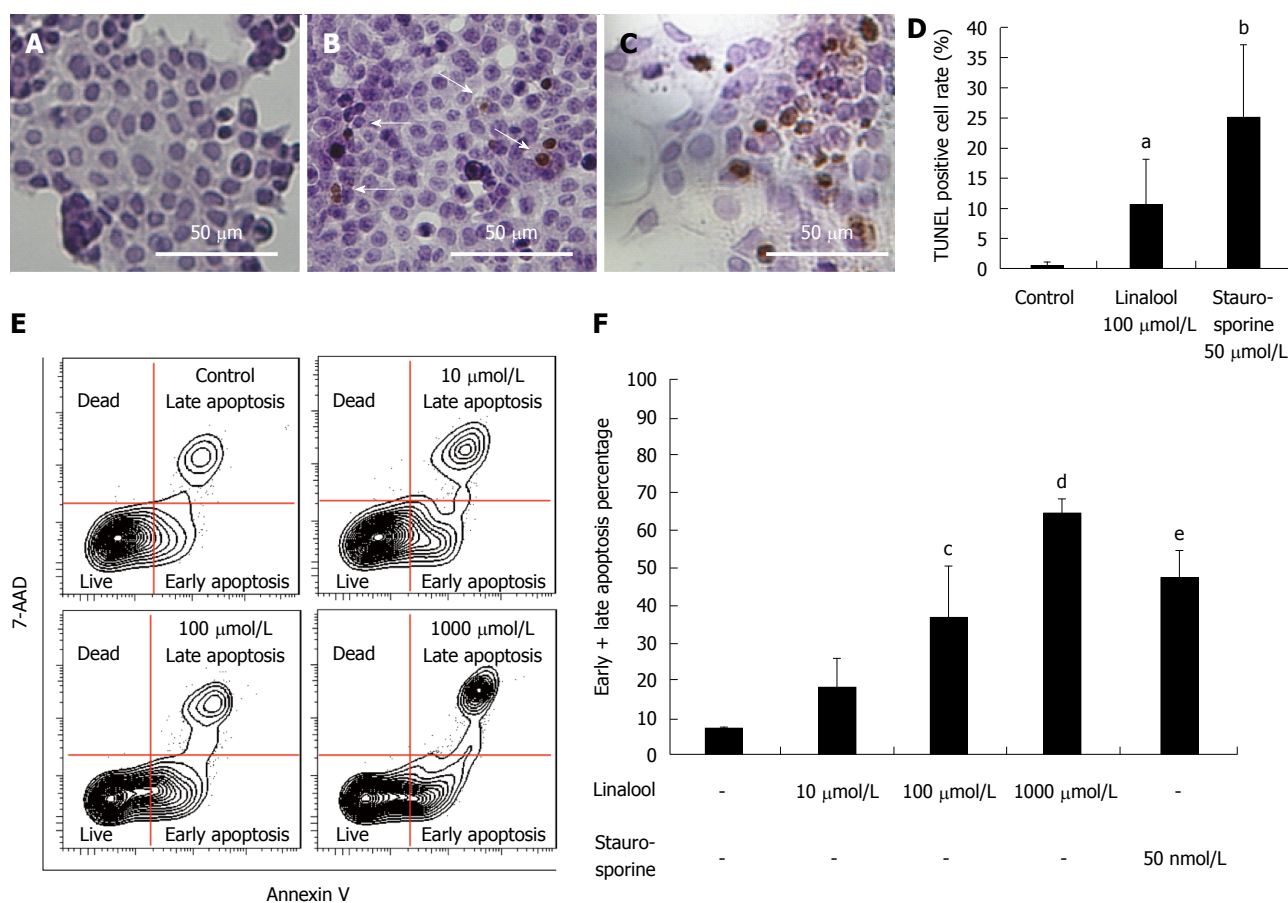 A
B
C
50 μm
50 μm
50 μm
D
TUNEL positive cell rate (%)
40
35
30
25
20
15
10
5
0
a
b
Control
Linalool
100 μmol/L
Stauro-
sporine
50 μmol/L
E
7-AAD
Control
Dead
Late apoptosis
Live
Early apoptosis
10 μmol/L
Dead
Late apoptosis
Live
Early apoptosis
100 μmol/L
Dead
Late apoptosis
Live
Early apoptosis
1000 μmol/L
Dead
Late apoptosis
Live
Early apoptosis
Annexin V
F
Early + late apoptosis percentage
100
90
80
70
60
50
40
30
20
10
0
c
d
e
Linalool - 10 μmol/L 100 μmol/L 1000 μmol/L -
Stauro-
sporine - - - - 50 nmol/L